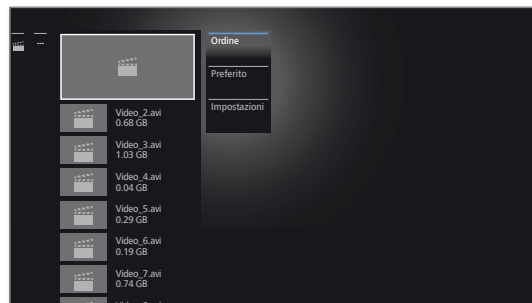 ...
Ordine
Preferito
Impostazioni
Video_2.avi
0.68 GB
Video_3.avi
1.03 GB
Video_4.avi
0.04 GB
Video_5.avi
0.29 GB
Video_6.avi
0.19 GB
Video_7.avi
0.74 GB